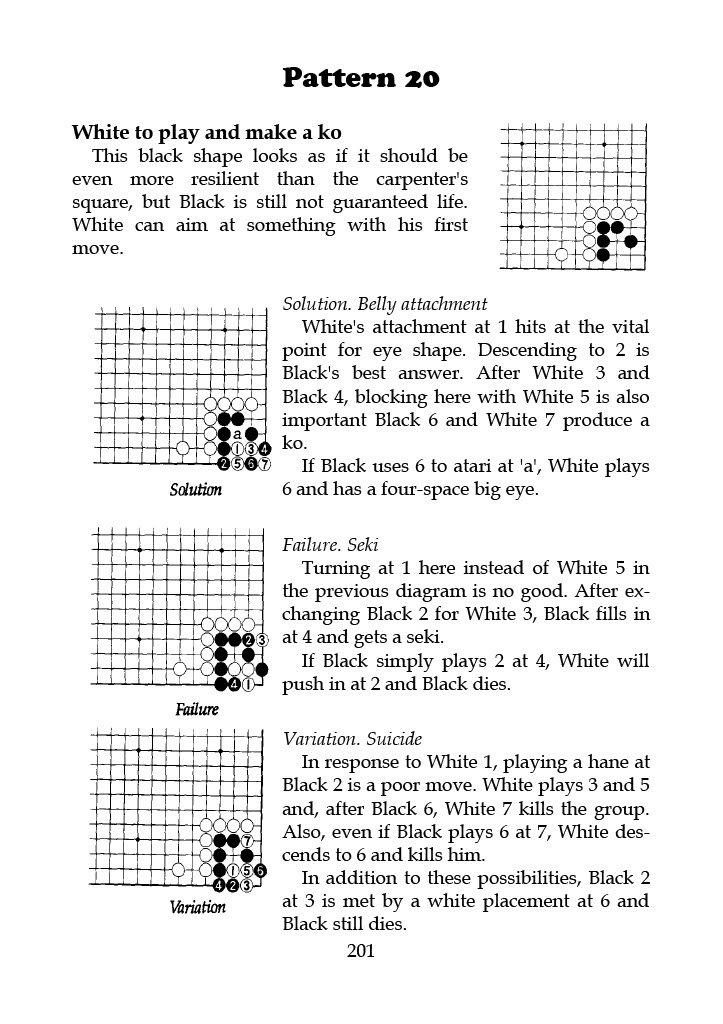 Pattern 20
White to play and make a ko
This black shape looks as if it should be
even more resilient than the carpenter's
square, but Black is still not guaranteed life.
White can aim at something with his first
move.
Solution. Belly attachment
White's attachment at 1 hits at the vital
point for eye shape. Descending to 2 is
Black's best answer. After White 3 and
Black 4, blocking here with White 5 is also
important Black 6 and White 7 produce a
ko.
If Black uses 6 to atari at 'a', White plays
6 and has a four-space big eye.
a
1 3 4
2 5 6 7
Solution
Failure. Seki
Turning at 1 here instead of White 5 in
the previous diagram is no good. After ex-
changing Black 2 for White 3, Black fills in
at 4 and gets a seki.
If Black simply plays 2 at 4, White will
push in at 2 and Black dies.
2 3
4 1
Failure
Variation. Suicide
In response to White 1, playing a hane at
Black 2 is a poor move. White plays 3 and 5
and, after Black 6, White 7 kills the group.
Also, even if Black plays 6 at 7, White des-
cends to 6 and kills him.
In addition to these possibilities, Black 2
at 3 is met by a white placement at 6 and
Black still dies.
7
1 5 6
4 2 3
Variation
201